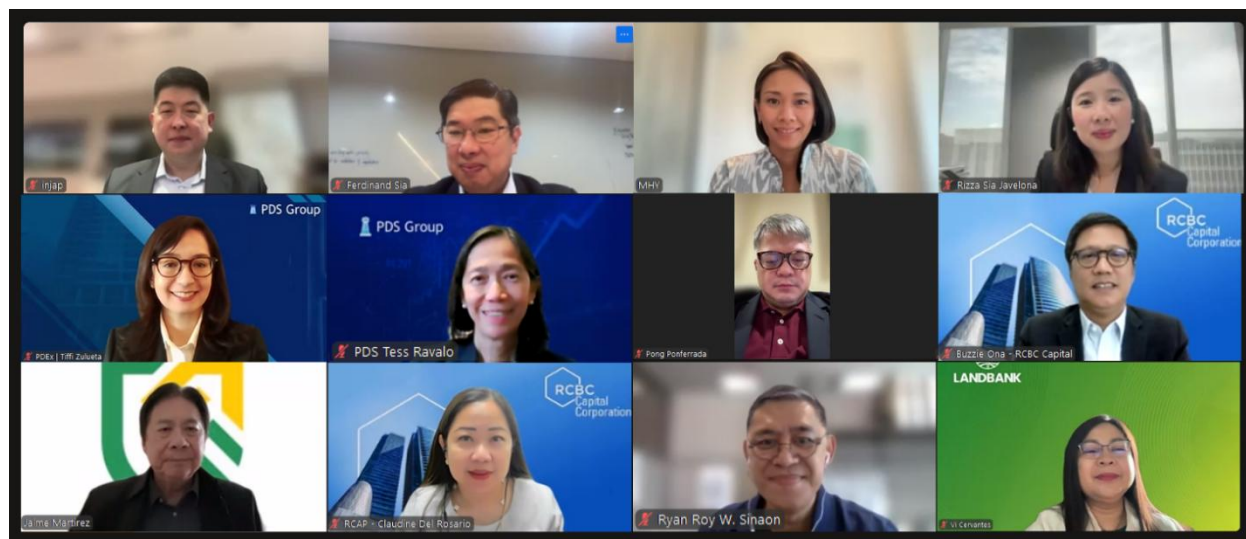 injap
Ferdinand Sia
MHY
Rizza Sia Javelona
PDS Group
PDEx | Tiffi Zulueta
PDS Group
PDS Tess Ravalo
Pong Ponferrada
RCBC
Capital
Corporation
Buzzie Ona - RCBC Capital
Jaime Martirez
RCBC
Capital
Corporation
RCAP - Claudine Del Rosario
Ryan Roy W. Sinaon
LANDBANK
Vi Cervantes